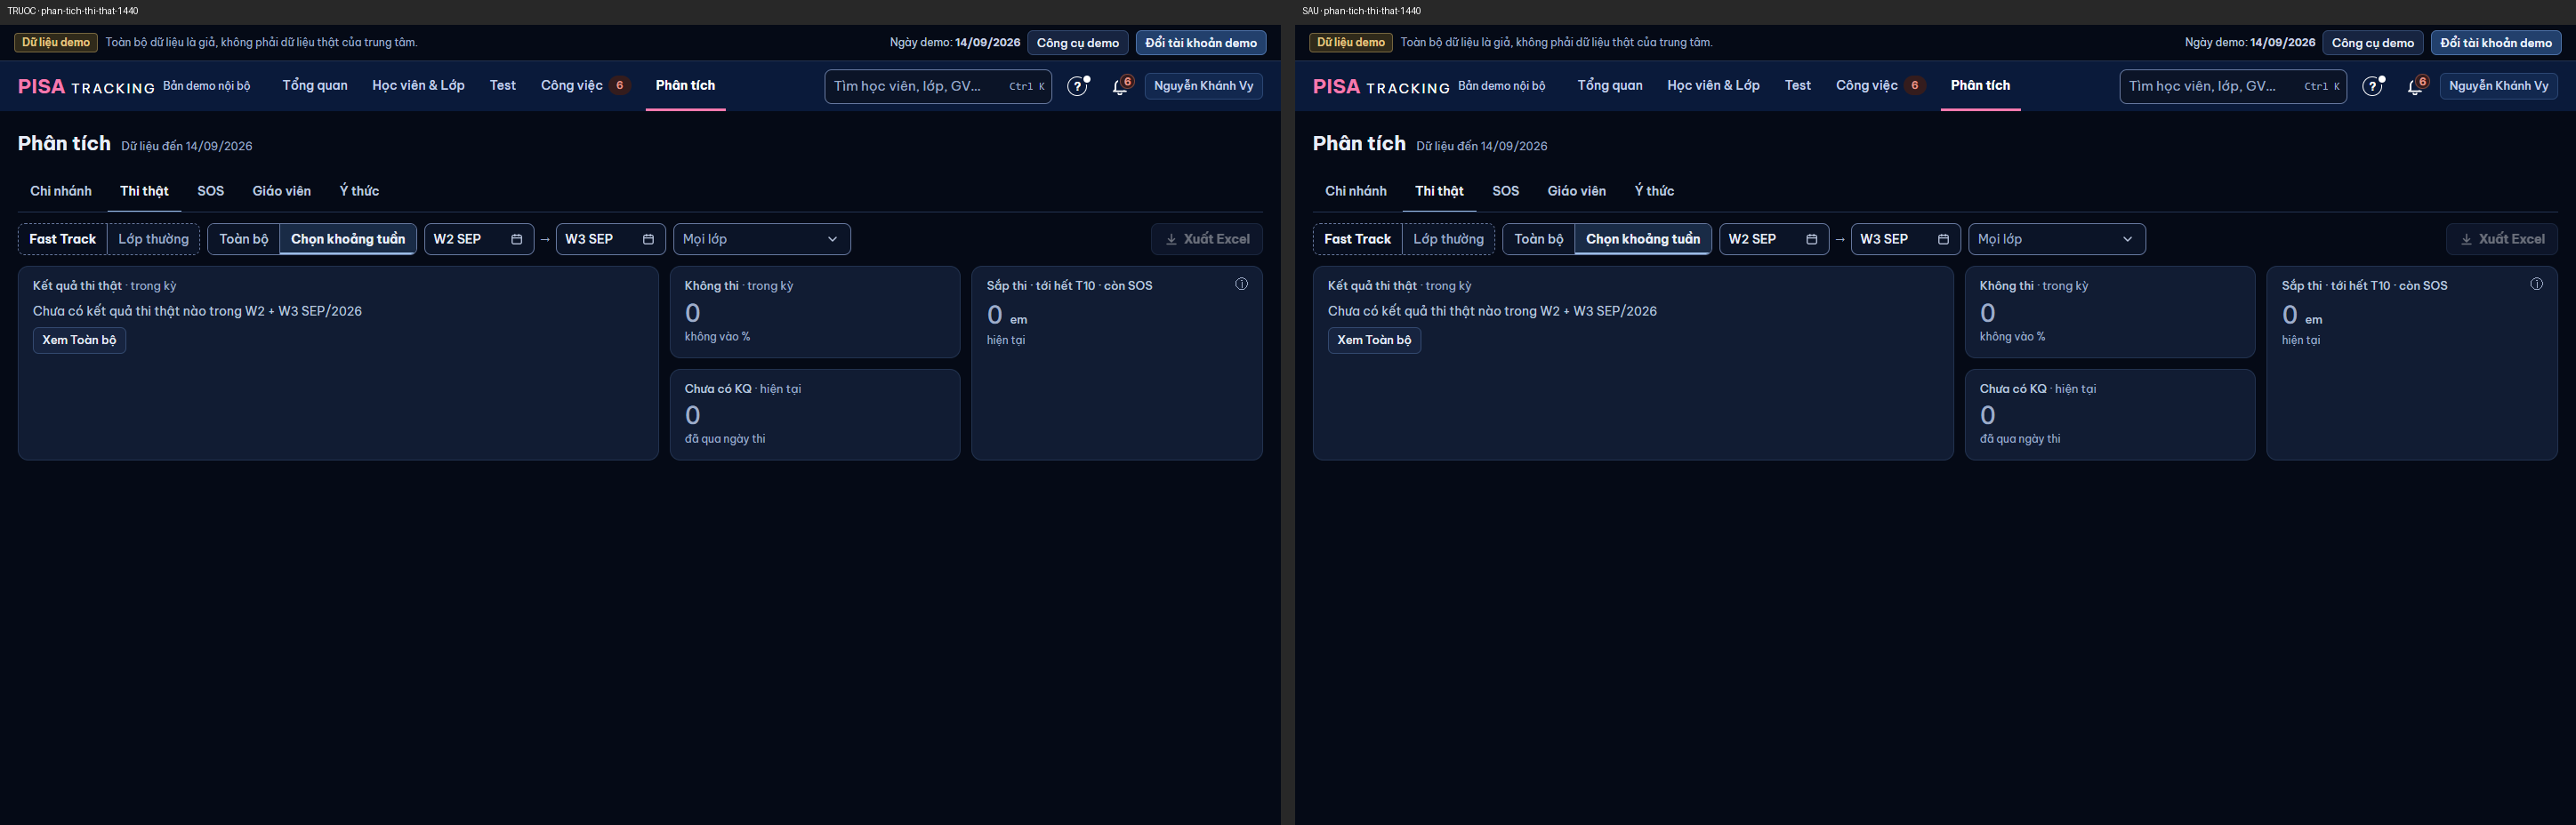 TRUOC · phan-tich-thi-that-1440
Dữ liệu demo Toàn bộ dữ liệu là giả, không phải dữ liệu thật của trung tâm. Ngày demo: 14/09/2026 Công cụ demo Đổi tài khoản demo
PISA TRACKING Bản demo nội bộ Tổng quan Học viên & Lớp Test Công việc 6 Phân tích Tìm học viên, lớp, GV... Ctrl K ? 6 Nguyễn Khánh Vy
Phân tích Dữ liệu đến 14/09/2026
Chi nhánh Thi thật SOS Giáo viên Ý thức
Fast Track Lớp thường Toàn bộ Chọn khoảng tuần W2 SEP → W3 SEP Mọi lớp Xuất Excel
Kết quả thi thật · trong kỳ
Chưa có kết quả thi thật nào trong W2 + W3 SEP/2026
Xem Toàn bộ
Không thi · trong kỳ
0
không vào %
Chưa có KQ · hiện tại
0
đã qua ngày thi
Sắp thi · tới hết T10 · còn SOS
0 em
hiện tại
SAU · phan-tich-thi-that-1440
Dữ liệu demo Toàn bộ dữ liệu là giả, không phải dữ liệu thật của trung tâm. Ngày demo: 14/09/2026 Công cụ demo Đổi tài khoản demo
PISA TRACKING Bản demo nội bộ Tổng quan Học viên & Lớp Test Công việc 6 Phân tích Tìm học viên, lớp, GV... Ctrl K ? 6 Nguyễn Khánh Vy
Phân tích Dữ liệu đến 14/09/2026
Chi nhánh Thi thật SOS Giáo viên Ý thức
Fast Track Lớp thường Toàn bộ Chọn khoảng tuần W2 SEP → W3 SEP Mọi lớp Xuất Excel
Kết quả thi thật · trong kỳ
Chưa có kết quả thi thật nào trong W2 + W3 SEP/2026
Xem Toàn bộ
Không thi · trong kỳ
0
không vào %
Chưa có KQ · hiện tại
0
đã qua ngày thi
Sắp thi · tới hết T10 · còn SOS
0 em
hiện tại